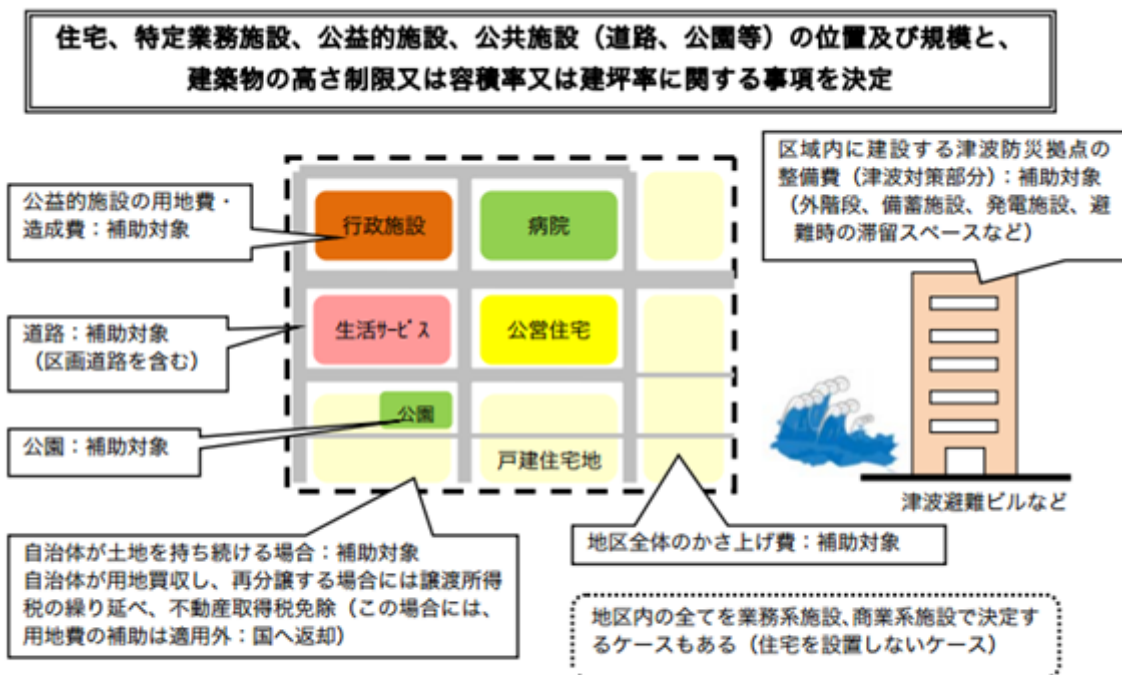 住宅、特定業務施設、公益的施設、公共施設（道路、公園等）の位置及び規模と、
建築物の高さ制限又は容積率又は建坪率に関する事項を決定
公益的施設の用地費・
造成費：補助対象
行政施設
病院
区域内に建設する津波防災拠点の
整備費（津波対策部分）：補助対象
（外階段、備蓄施設、発電施設、避
難時の滞留スペースなど）
道路：補助対象
（区画道路を含む）
生活ｻｰﾋﾞｽ
公営住宅
公園：補助対象
公園
戸建住宅地
津波避難ビルなど
自治体が土地を持ち続ける場合：補助対象
自治体が用地買収し、再分譲する場合には譲渡所得
税の繰り延べ、不動産取得税免除（この場合には、
用地費の補助は適用外：国へ返却）
地区全体のかさ上げ費：補助対象
地区内の全てを業務系施設、商業系施設で決定す
るケースもある（住宅を設置しないケース）